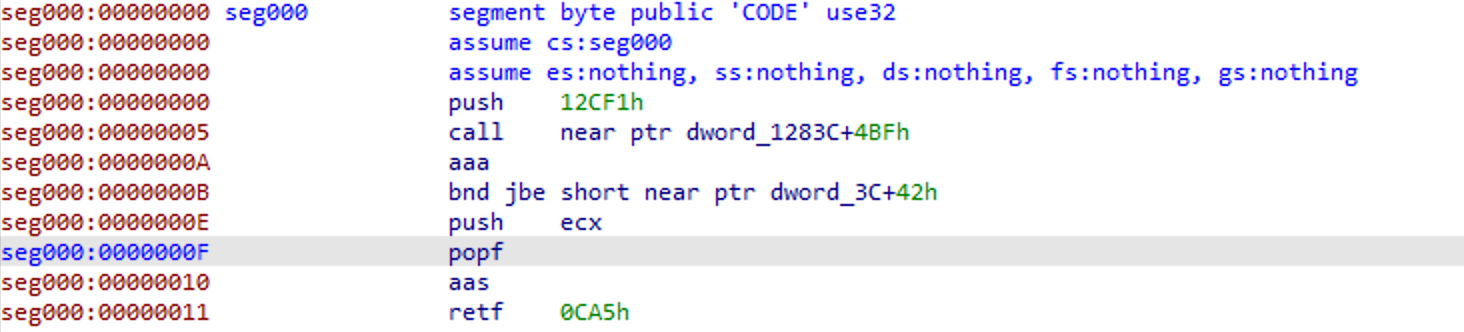 seg000:00000000 seg000 segment byte public 'CODE' use32
seg000:00000000 assume cs:seg000
seg000:00000000 assume es:nothing, ss:nothing, ds:nothing, fs:nothing, gs:nothing
seg000:00000000 push 12CF1h
seg000:00000005 call near ptr dword_1283C+4BFh
seg000:0000000A aaa
seg000:0000000B bnd jbe short near ptr dword_3C+42h
seg000:0000000E push ecx
seg000:0000000F popf
seg000:00000010 aas
seg000:00000011 retf 0CA5h